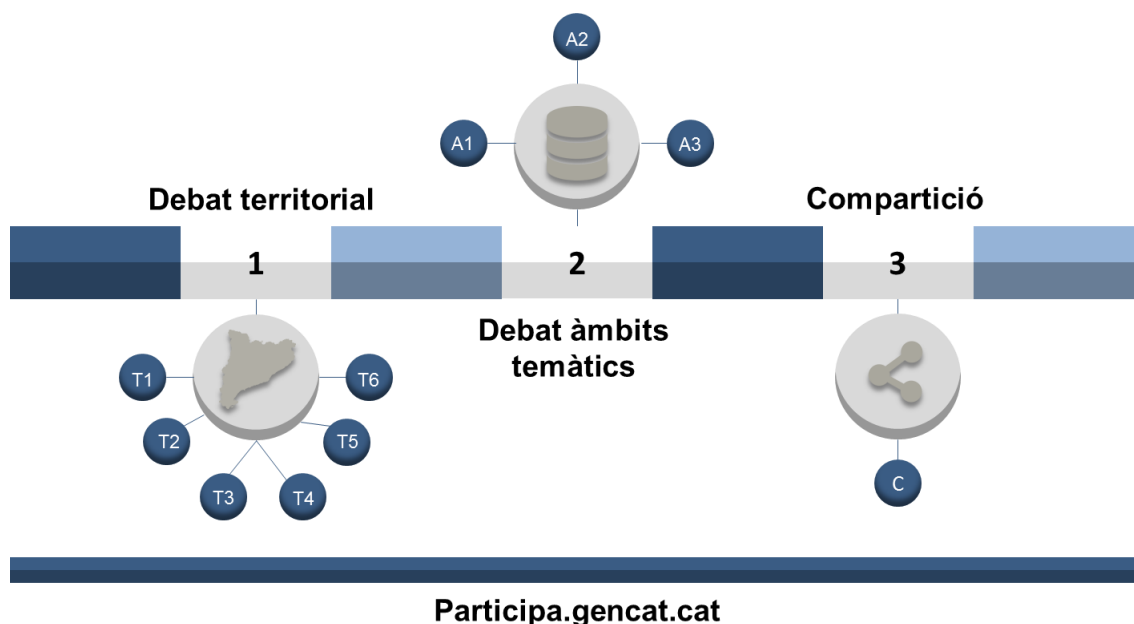 A2
A1
A3
Debat territorial
Compartició
1
2
3
Debat àmbits
temàtics
T1
T6
T2
T5
T3
T4
C
Participa.gencat.cat